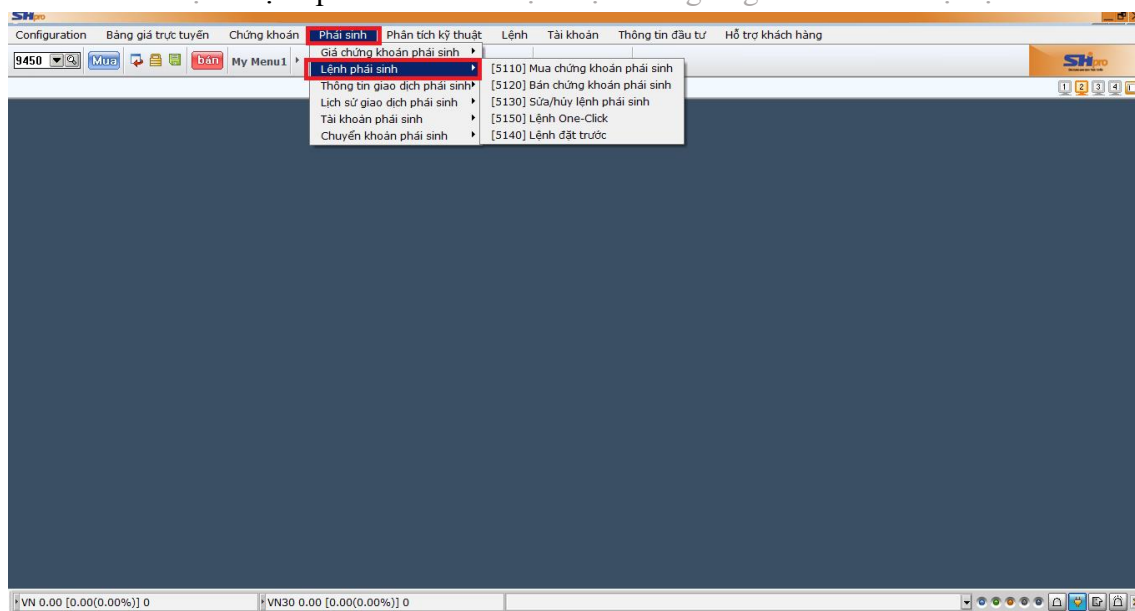 SHpro
Configuration Bảng giá trực tuyến Chứng khoán Phái sinh Phân tích kỹ thuật Lệnh Tài khoản Thông tin đầu tư Hỗ trợ khách hàng
9450 Mua bán My Menu1 SHpro
1 2 3 4
Giá chứng khoán phái sinh
Lệnh phái sinh
Thông tin giao dịch phái sinh
Lịch sử giao dịch phái sinh
Tài khoản phái sinh
Chuyển khoản phái sinh
[5110] Mua chứng khoán phái sinh
[5120] Bán chứng khoán phái sinh
[5130] Sửa/hủy lệnh phái sinh
[5150] Lệnh One-Click
[5140] Lệnh đặt trước
VN 0.00 [0.00(0.00%)] 0 VN30 0.00 [0.00(0.00%)] 0